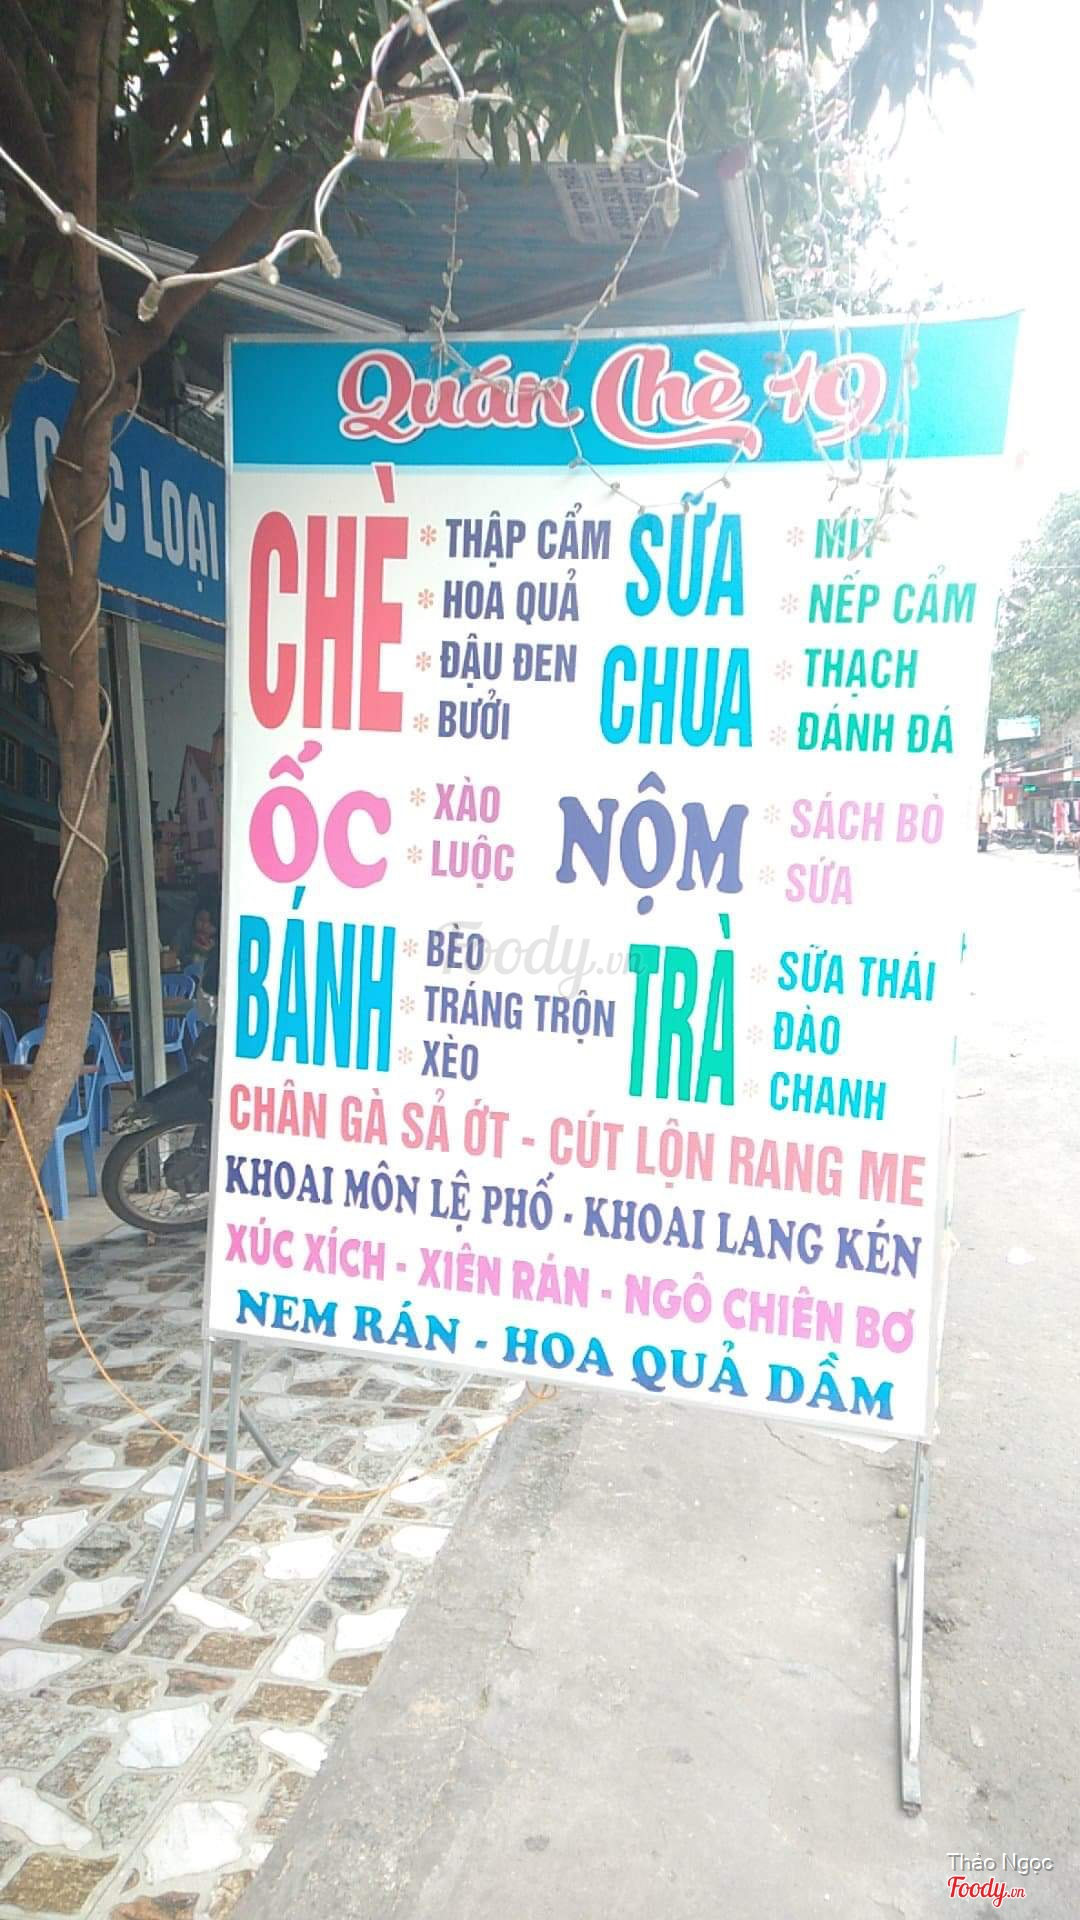 Quán Chè 19
CHÈ
* THẬP CẨM
* HOA QUẢ
* ĐẬU ĐEN
* BƯỞI
SỮA CHUA
* MÍT
* NẾP CẨM
* THẠCH
* ĐÁNH ĐÁ
ỐC
* XÀO
* LUỘC
NỘM
* SÁCH BÒ
* SỨA
BÁNH
* BÈO
* TRÁNG TRỘN
* XÈO
TRÀ
* SỮA THÁI
* ĐÀO
* CHANH
CHÂN GÀ SẢ ỚT - CÚT LỘN RANG ME
KHOAI MÔN LỆ PHỐ - KHOAI LANG KÉN
XÚC XÍCH - XIÊN RÁN - NGÔ CHIÊN BƠ
NEM RÁN - HOA QUẢ DẦM
LOẠI
Foody.vn
Thảo Ngọc
Foody.vn